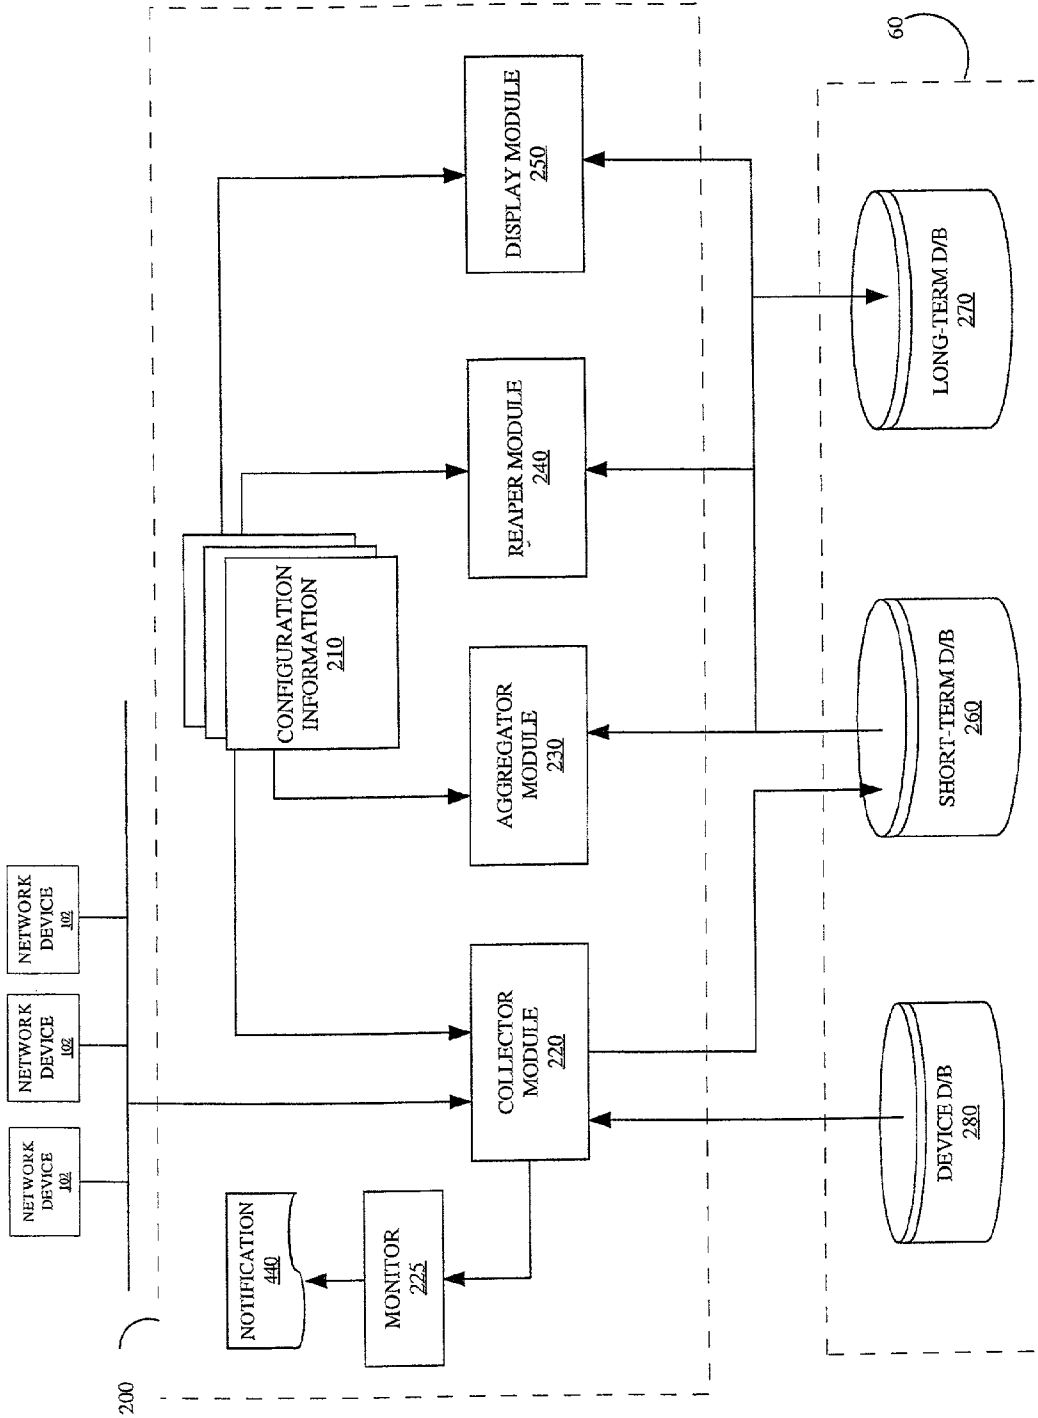 200
NETWORK
DEVICE
102
NETWORK
DEVICE
102
NETWORK
DEVICE
102
NOTIFICATION
440
MONITOR
225
CONFIGURATION
INFORMATION
210
COLLECTOR
MODULE
220
AGGREGATOR
MODULE
230
REAPER MODULE
240
DISPLAY MODULE
250
60
DEVICE D/B
280
SHORT-TERM D/B
260
LONG-TERM D/B
270